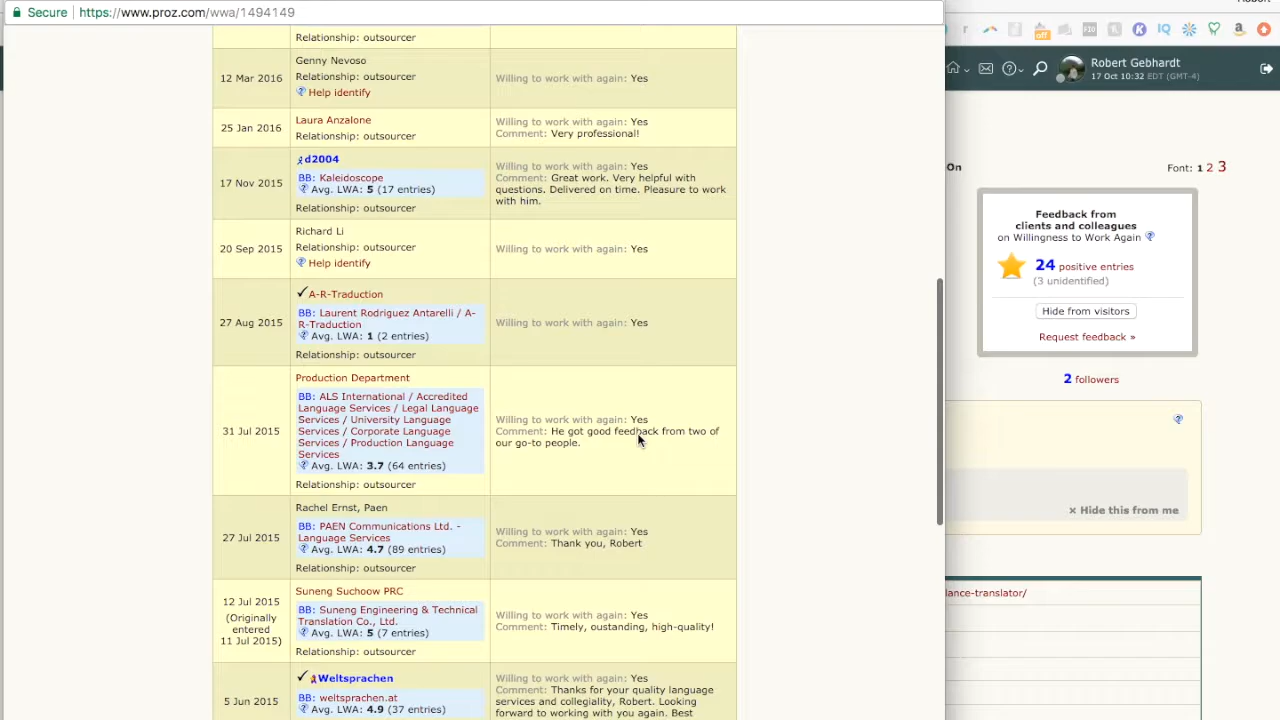 Secure https://www.proz.com/wwa/1494149
Relationship: outsourcer
12 Mar 2016
Genny Nevoso
Relationship: outsourcer
Help identify
Willing to work with again: Yes
25 Jan 2016
Laura Anzalone
Relationship: outsourcer
Willing to work with again: Yes
Comment: Very professional!
17 Nov 2015
d2004
BB: Kaleidoscope
Avg. LWA: 5 (17 entries)
Relationship: outsourcer
Willing to work with again: Yes
Comment: Great work. Very helpful with
questions. Delivered on time. Pleasure to work
with him.
20 Sep 2015
Richard Li
Relationship: outsourcer
Help identify
Willing to work with again: Yes
27 Aug 2015
A-R-Traduction
BB: Laurent Rodriguez Antarelli / A-
R-Traduction
Avg. LWA: 1 (2 entries)
Relationship: outsourcer
Willing to work with again: Yes
31 Jul 2015
Production Department
BB: ALS International / Accredited
Language Services / Legal Language
Services / University Language
Services / Corporate Language
Services / Production Language
Services
Avg. LWA: 3.7 (64 entries)
Relationship: outsourcer
Willing to work with again: Yes
Comment: He got good feedback from two of
our go-to people.
27 Jul 2015
Rachel Ernst, Paen
BB: PAEN Communications Ltd. -
Language Services
Avg. LWA: 4.7 (89 entries)
Relationship: outsourcer
Willing to work with again: Yes
Comment: Thank you, Robert
12 Jul 2015
(Originally
entered
11 Jul 2015)
Suneng Suchoow PRC
BB: Suneng Engineering & Technical
Translation Co., Ltd.
Avg. LWA: 5 (7 entries)
Relationship: outsourcer
Willing to work with again: Yes
Comment: Timely, oustanding, high-quality!
5 Jun 2015
Weltsprachen
BB: weltsprachen.at
Avg. LWA: 4.9 (37 entries)
Willing to work with again: Yes
Comment: Thanks for your quality language
services and collegiality, Robert. Looking
forward to working with you again. Best
off
IQ
Robert Gebhardt
17 Oct 10:32 EDT (GMT-4)
On
Font: 1 2 3
Feedback from
clients and colleagues
on Willingness to Work Again
24 positive entries
(3 unidentified)
Hide from visitors
Request feedback »
2 followers
× Hide this from me
lance-translator/